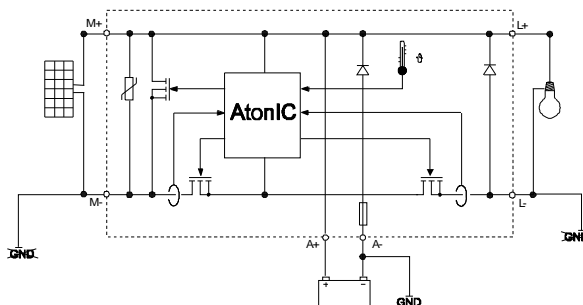 M+
L+
ϑ
AtonIC
M-
L-
A+
A-
GND
GND
+
–
GND